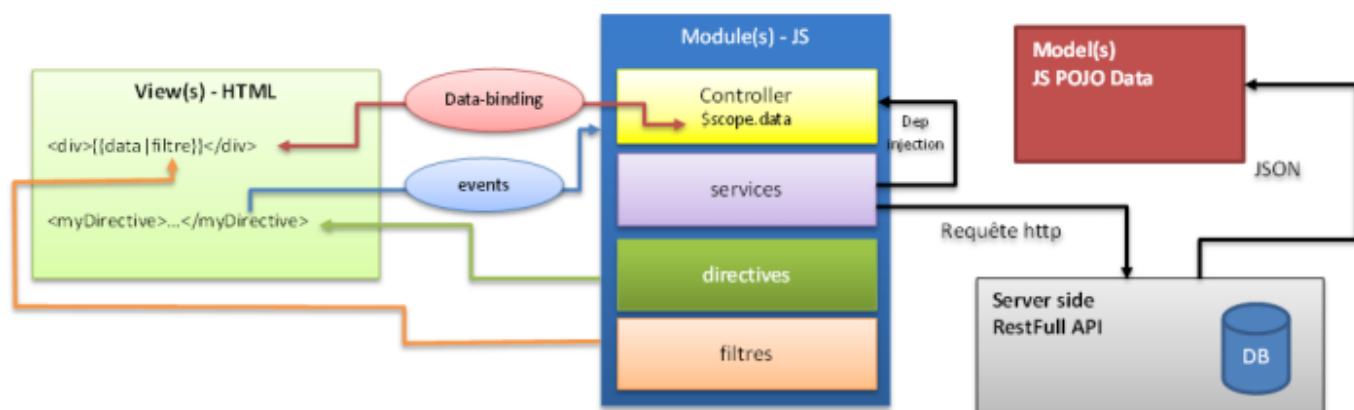 View(s) - HTML
<div>{{data|filtre}}</div>
<myDirective>...</myDirective>
Data-binding
events
Module(s) - JS
Controller
$scope.data
services
directives
filtres
Dep
injection
Requête http
Model(s)
JS POJO Data
JSON
Server side
RestFull API
DB